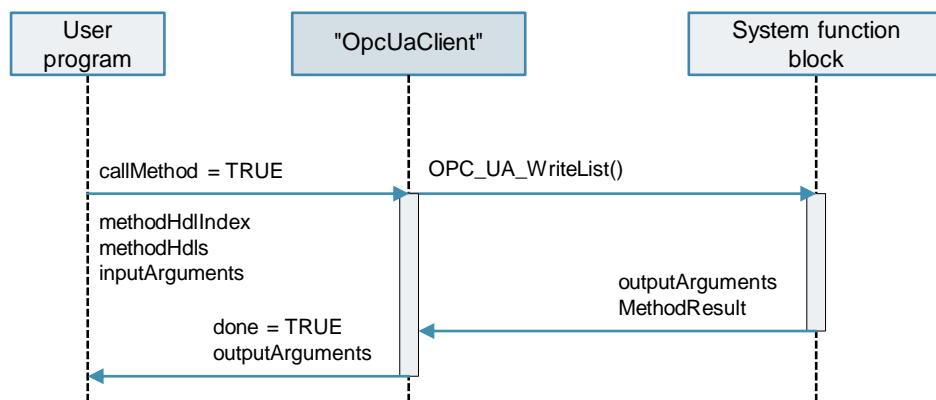 User
program
"OpcUaClient"
System function
block
callMethod = TRUE
OPC_UA_WriteList()
methodHdlIndex
methodHdls
inputArguments
outputArguments
MethodResult
done = TRUE
outputArguments